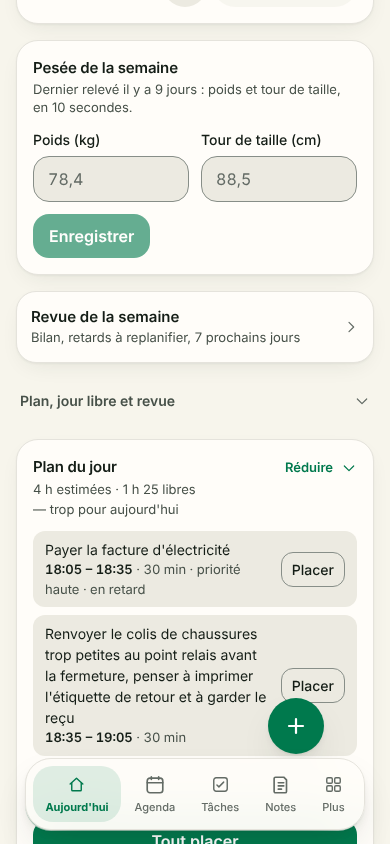 Pesée de la semaine
Dernier relevé il y a 9 jours : poids et tour de taille,
en 10 secondes.
Poids (kg)
Tour de taille (cm)
78,4
88,5
Enregistrer
Revue de la semaine
Bilan, retards à replanifier, 7 prochains jours
Plan, jour libre et revue
Plan du jour
Réduire
4 h estimées · 1 h 25 libres
— trop pour aujourd'hui
Payer la facture d'électricité
18:05 – 18:35 · 30 min · priorité
haute · en retard
Placer
Renvoyer le colis de chaussures
trop petites au point relais avant
la fermeture, penser à imprimer
l'étiquette de retour et à garder le
reçu
18:35 – 19:05 · 30 min
Placer
Aujourd'hui
Agenda
Tâches
Notes
Plus
Tout placer